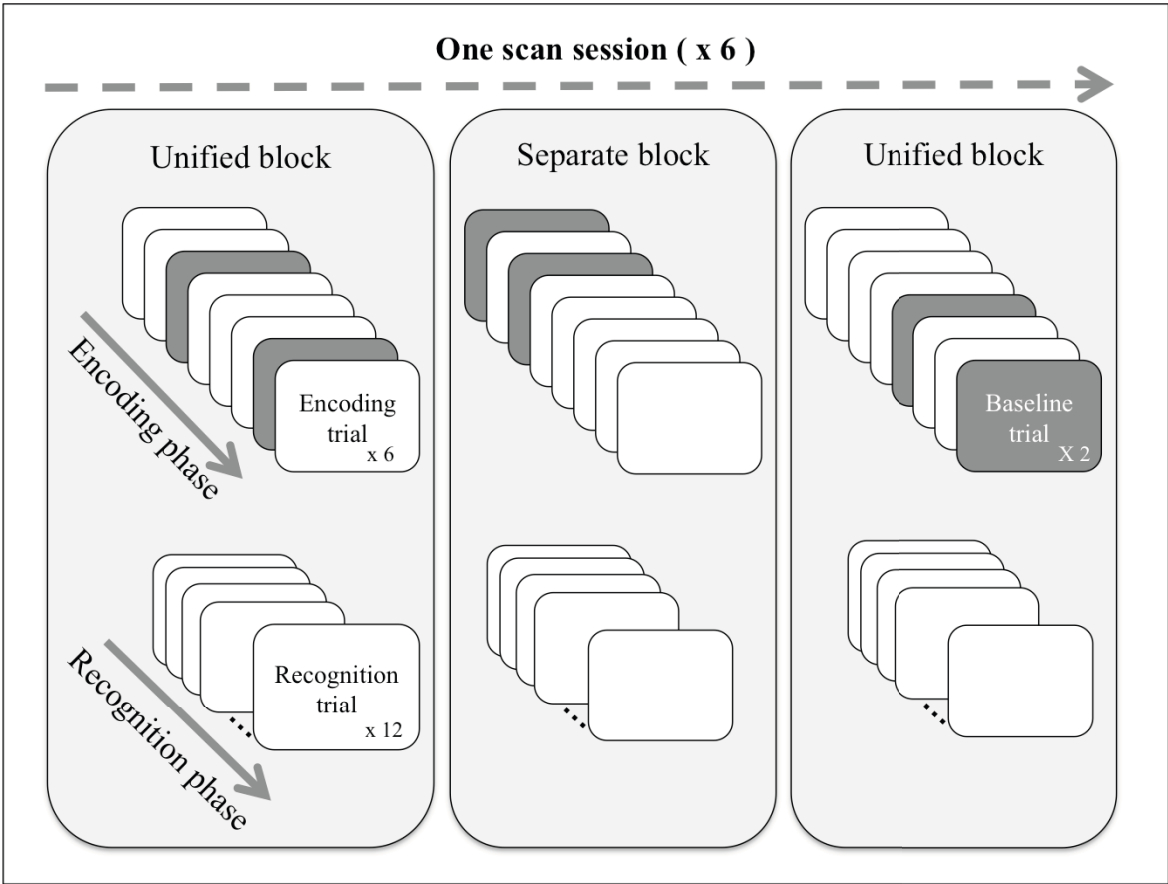 One scan session ( x 6 )
Unified block
Separate block
Unified block
Encoding phase
Encoding
trial
x 6
Baseline
trial
X 2
Recognition phase
Recognition
trial
x 12